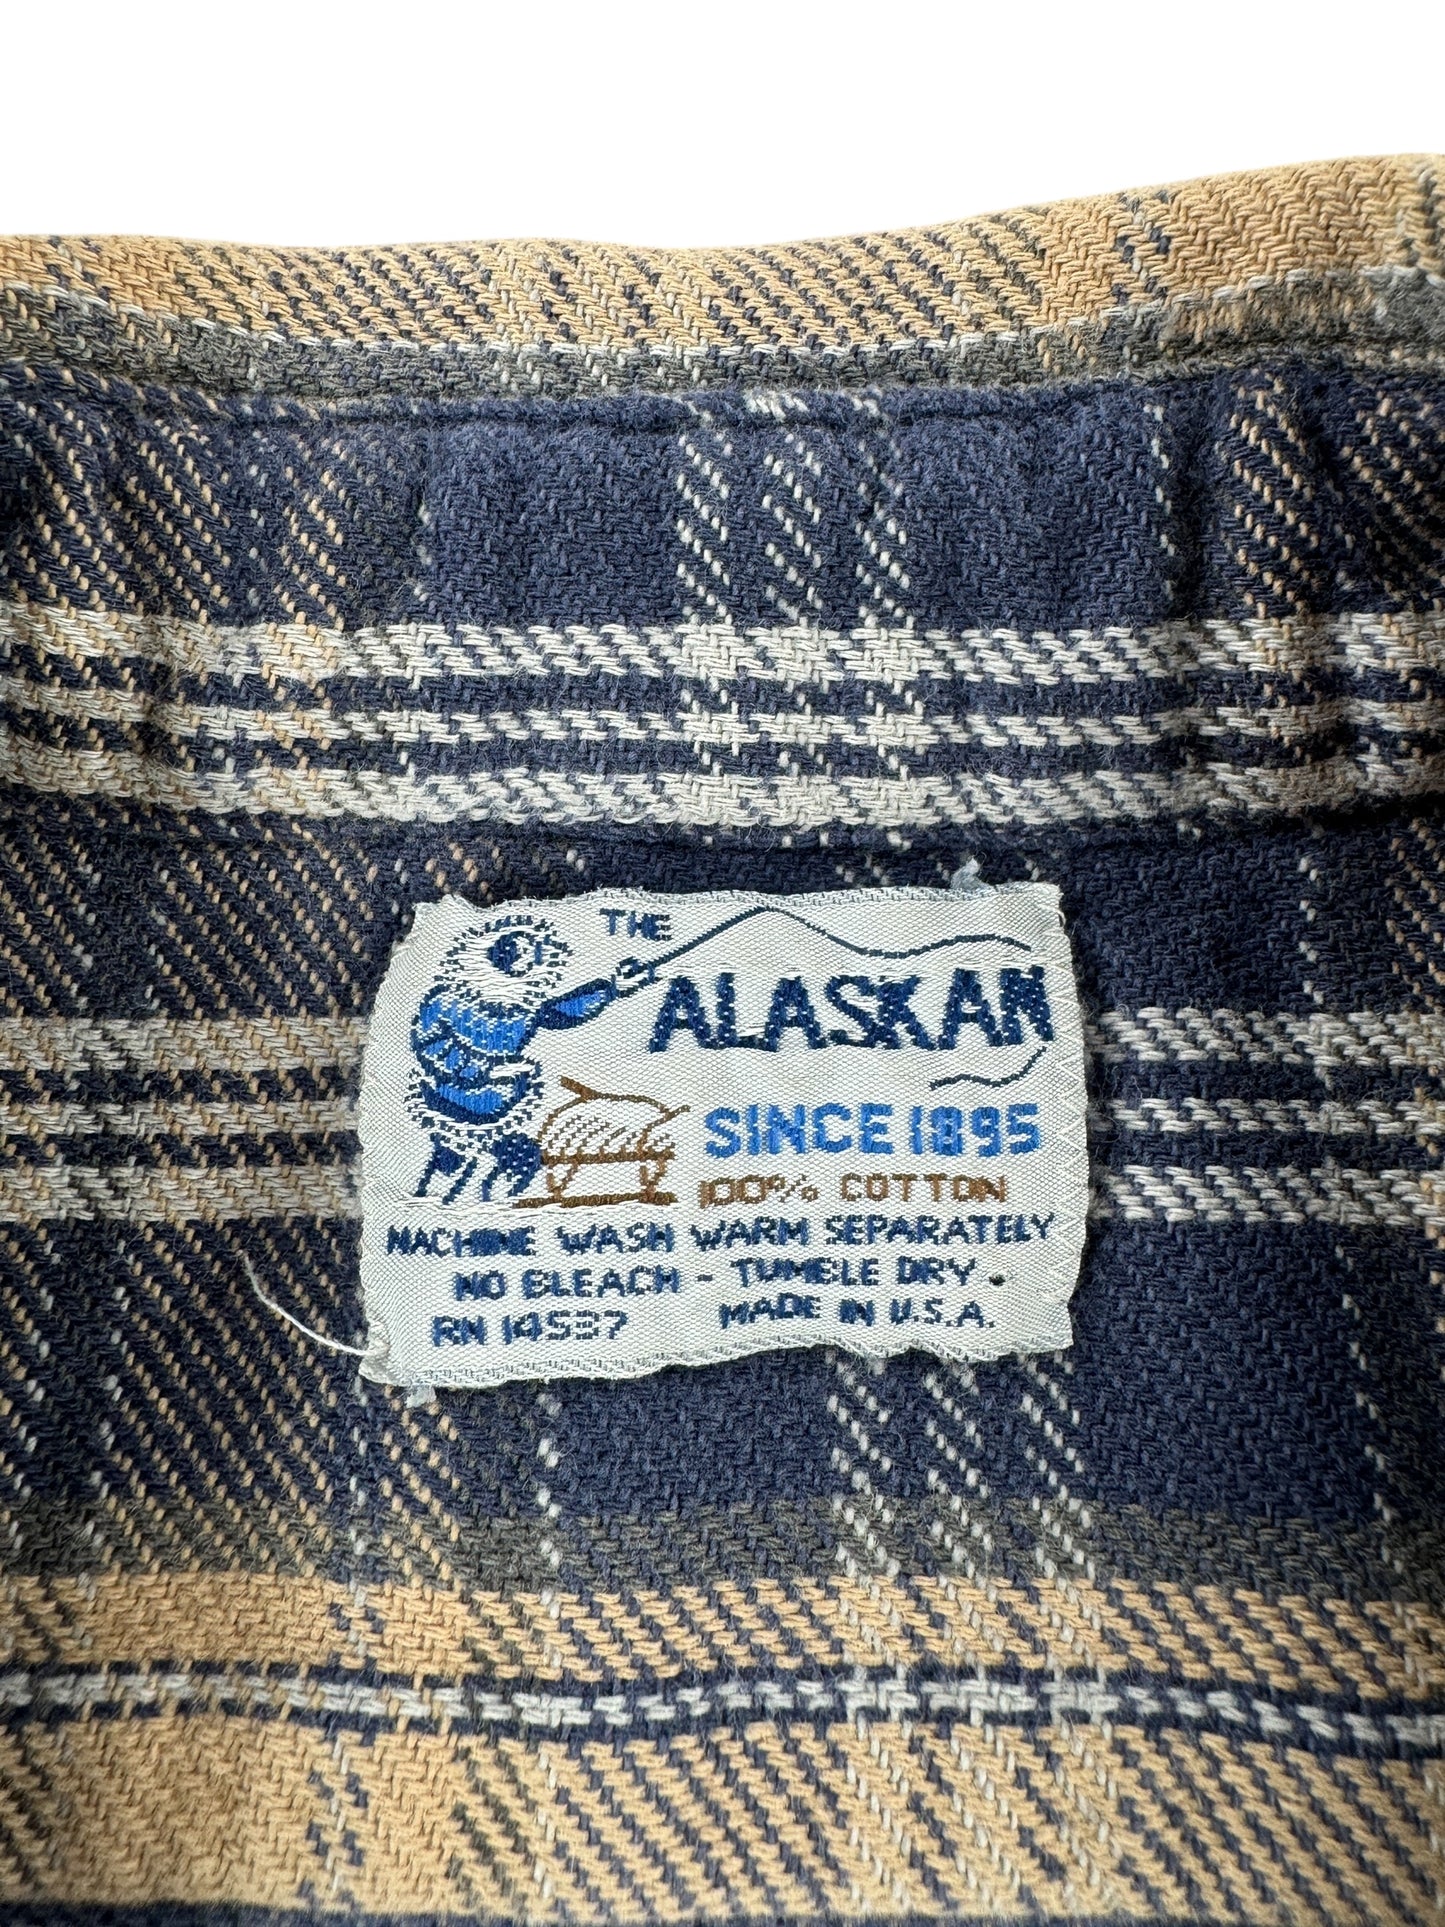 THE
ALASKAN
SINCE 1895
100% COTTON
MACHINE WASH WARM SEPARATELY
NO BLEACH - TUMBLE DRY.
RN 14537 MADE IN U.S.A.